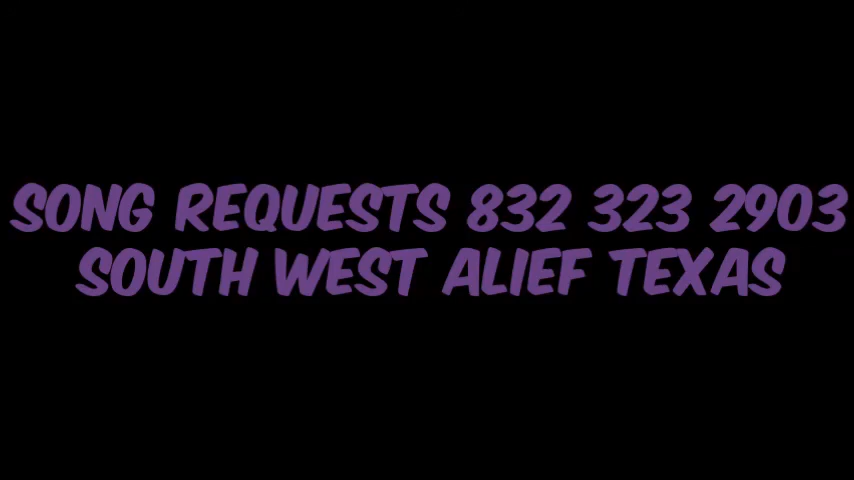 SONG REQUESTS 832 323 2903
SOUTH WEST ALIEF TEXAS